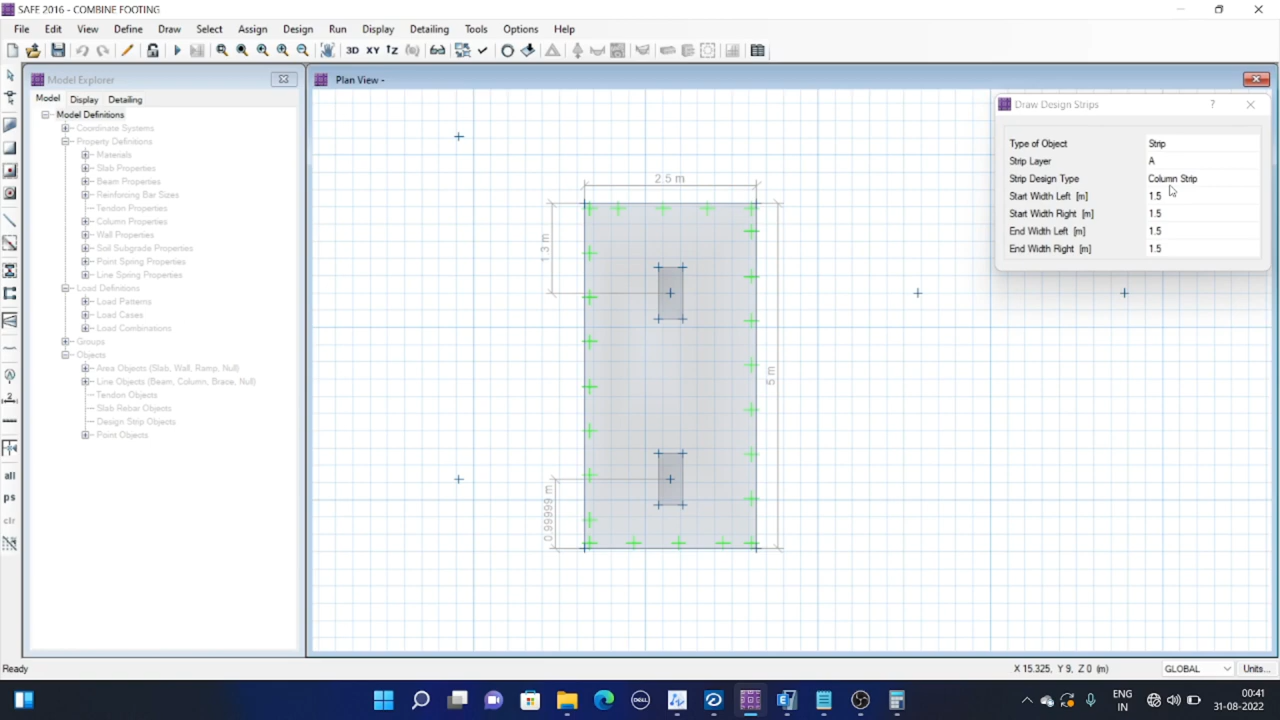 SAFE 2016 - COMBINE FOOTING
File Edit View Define Draw Select Assign Design Run Display Detailing Tools Options Help
3D XY
Model Explorer
Model Display Detailing
Model Definitions
Coordinate Systems
Property Definitions
Materials
Slab Properties
Beam Properties
Reinforcing Bar Sizes
Tendon Properties
Column Properties
Wall Properties
Soil Subgrade Properties
Point Spring Properties
Line Spring Properties
Load Definitions
Load Patterns
Load Cases
Load Combinations
Groups
Objects
Area Objects (Slab, Wall, Ramp, Null)
Line Objects (Beam, Column, Brace, Null)
Tendon Objects
Slab Rebar Objects
Design Strip Objects
Point Objects
all
ps
clr
Plan View -
2.5 m
1.3 m
5 m
0.99999 m
Draw Design Strips ?
Type of Object Strip
Strip Layer A
Strip Design Type Column Strip
Start Width Left [m] 1.5
Start Width Right [m] 1.5
End Width Left [m] 1.5
End Width Right [m] 1.5
Ready X 15.325, Y 9, Z 0 (m) GLOBAL Units...
DELL
ENG
IN
00:41
31-08-2022